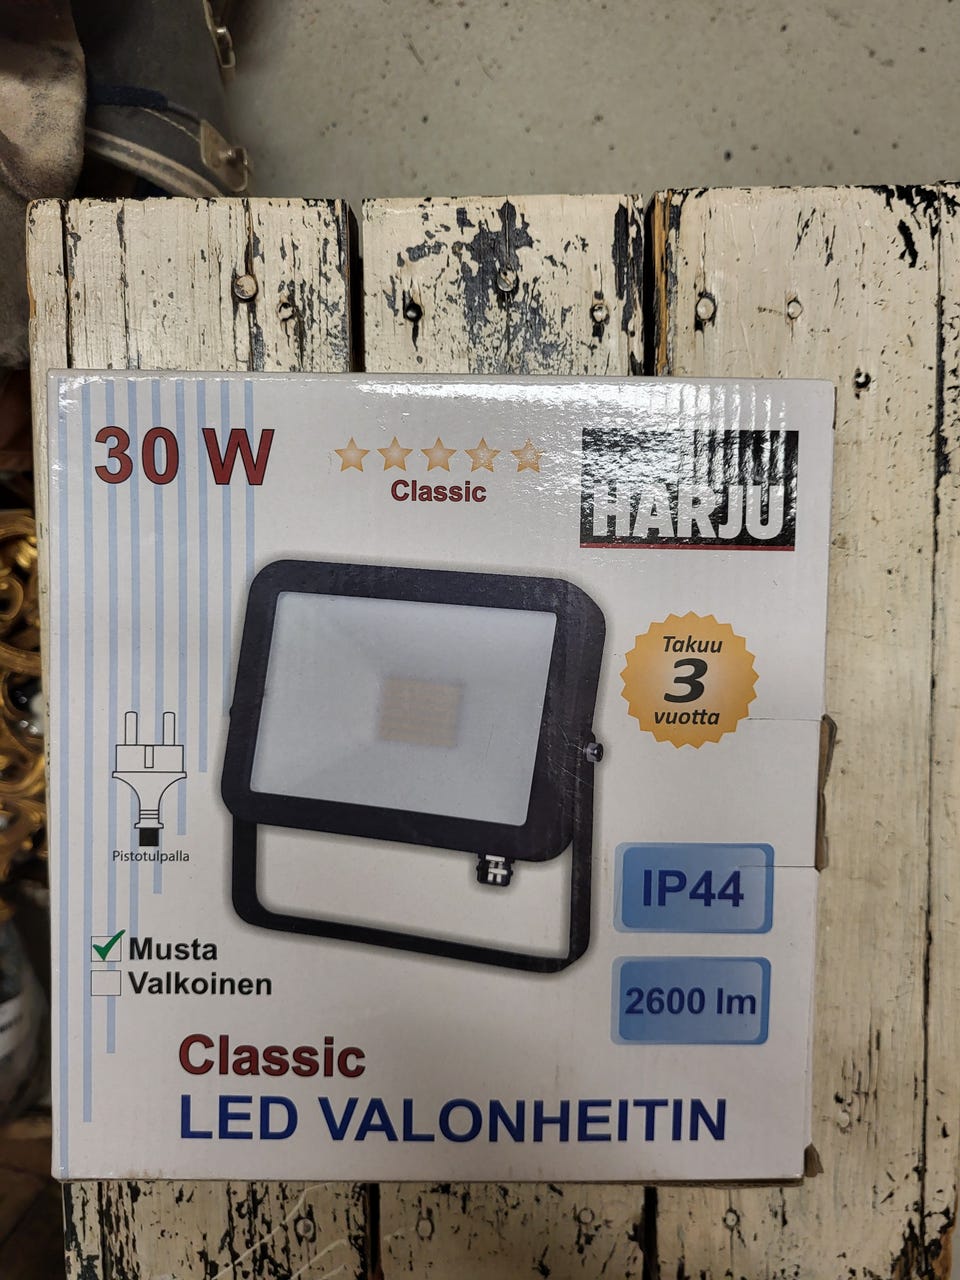 30 W
Classic
HARJU
Takuu
3
vuotta
Pistotulpalla
IP44
Musta
Valkoinen
2600 lm
Classic
LED VALONHEITIN